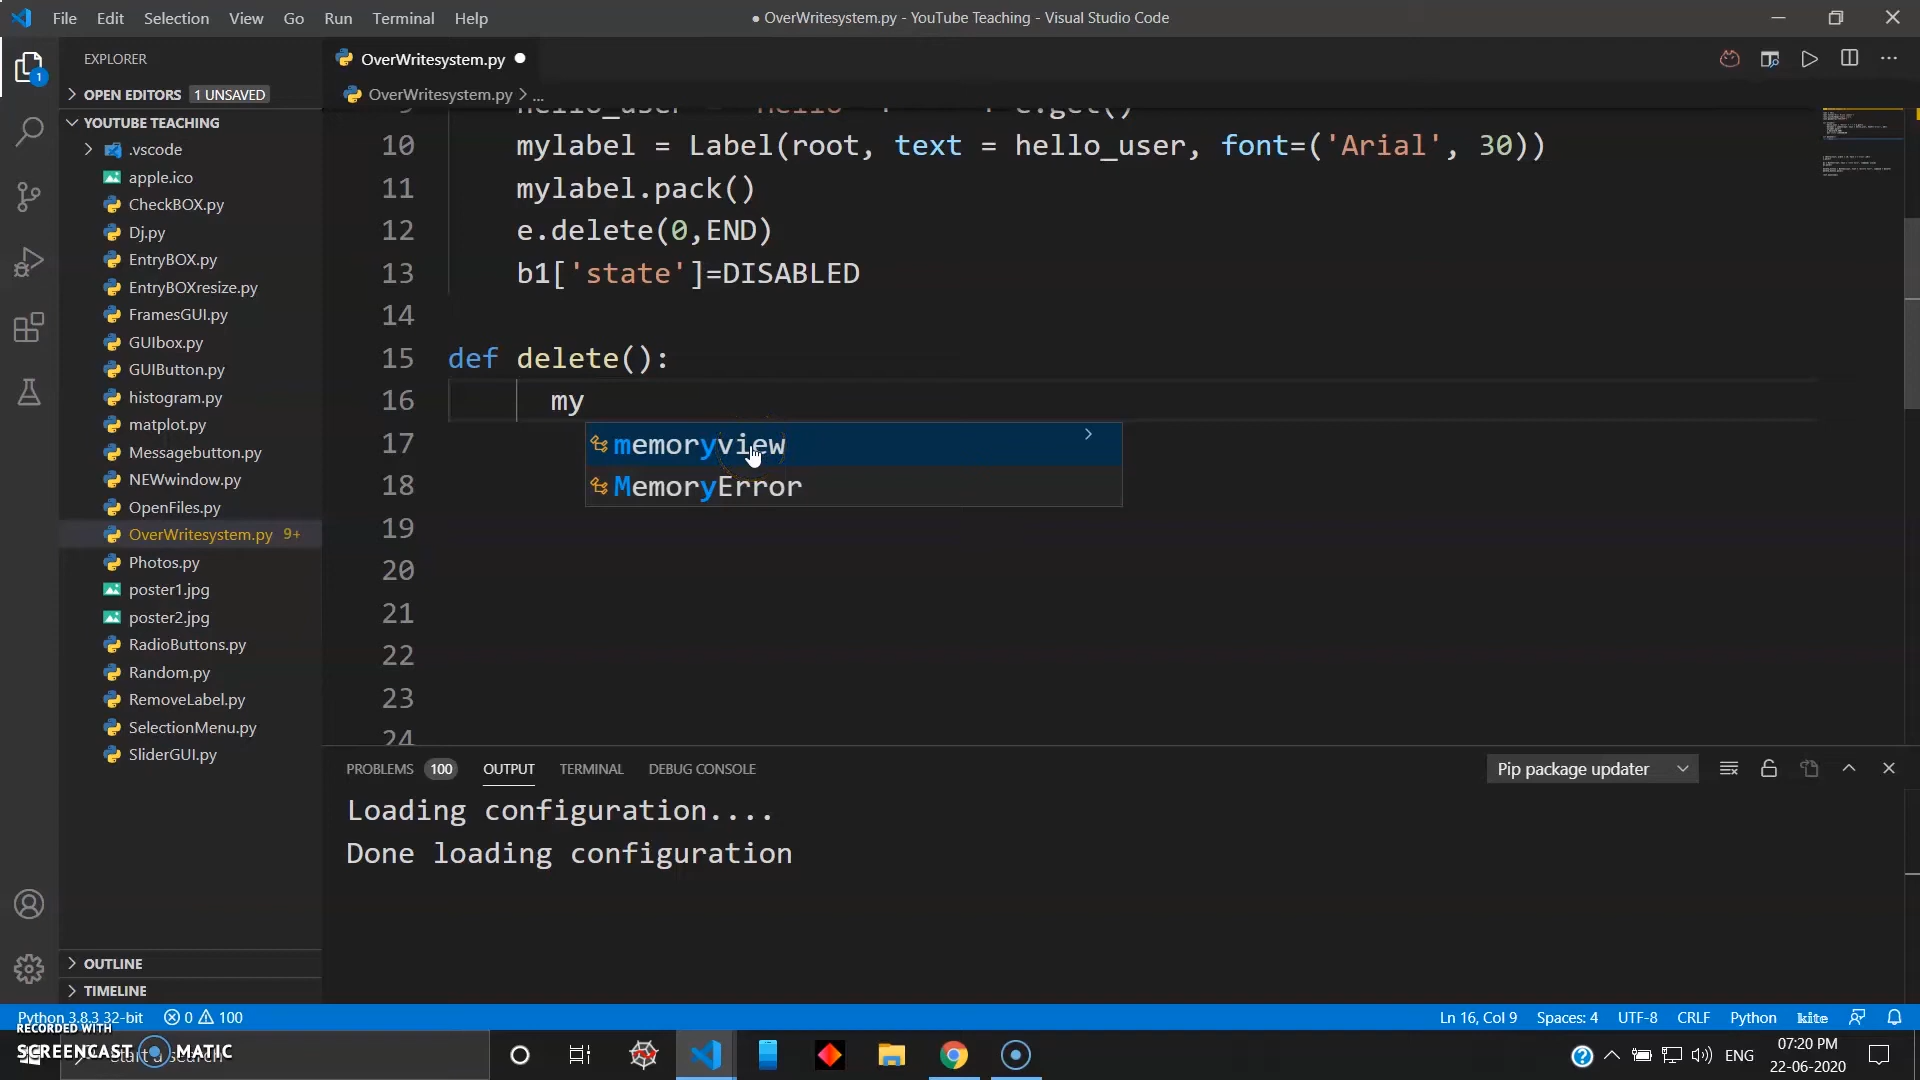 File Edit Selection View Go Run Terminal Help
● OverWritesystem.py - YouTube Teaching - Visual Studio Code
EXPLORER
OPEN EDITORS 1 UNSAVED
YOUTUBE TEACHING
.vscode
apple.ico
CheckBOX.py
Dj.py
EntryBOX.py
EntryBOXresize.py
FramesGUI.py
GUIbox.py
GUIButton.py
histogram.py
matplot.py
Messagebutton.py
NEWwindow.py
OpenFiles.py
OverWritesystem.py 9+
Photos.py
poster1.jpg
poster2.jpg
RadioButtons.py
Random.py
RemoveLabel.py
SelectionMenu.py
SliderGUI.py
OUTLINE
TIMELINE
1
OverWritesystem.py ●
OverWritesystem.py > ...
10 mylabel = Label(root, text = hello_user, font=('Arial', 30))
11 mylabel.pack()
12 e.delete(0,END)
13 b1['state']=DISABLED
14
15 def delete():
16 my
17
18
19
20
21
22
23
24
memoryview
MemoryError
PROBLEMS 100 OUTPUT TERMINAL DEBUG CONSOLE
Pip package updater
Loading configuration....
Done loading configuration
Python 3.8.3 32-bit 0 100
Ln 16, Col 9 Spaces: 4 UTF-8 CRLF Python kite
RECORDED WITH
SCREENCAST MATIC
ENG
07:20 PM
22-06-2020